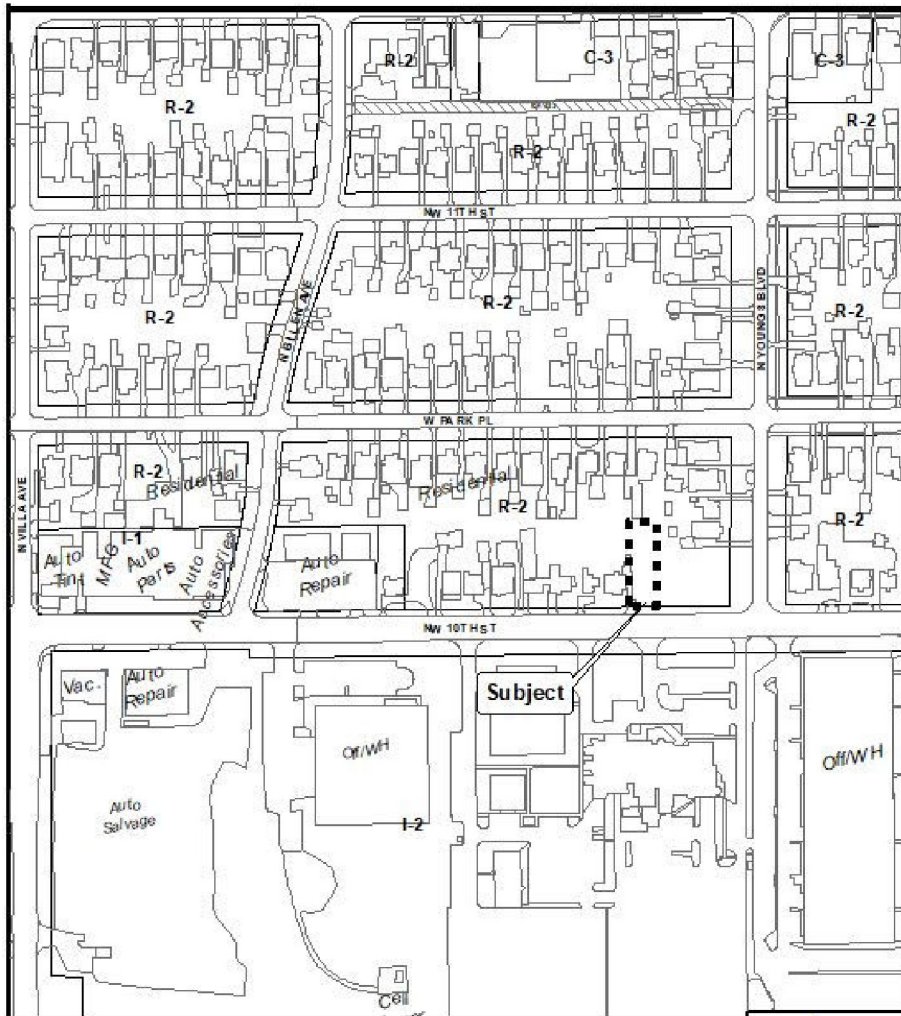 R-2
C-3
C-3
R-2
R-2
R-2
NW 11TH ST
R-2
N BILLEN AVE
R-2
N YOUNGS BLVD
R-2
W PARK PL
N VILLA AVE
R-2
Residential
Residential
R-2
R-2
I-1
Auto
Tint
MFG
Auto
Parts
Auto
Accessories
Auto
Repair
NW 10TH ST
Subject
Vac.
Auto
Repair
Off/WH
Off/WH
Auto
Salvage
I-2
Cell